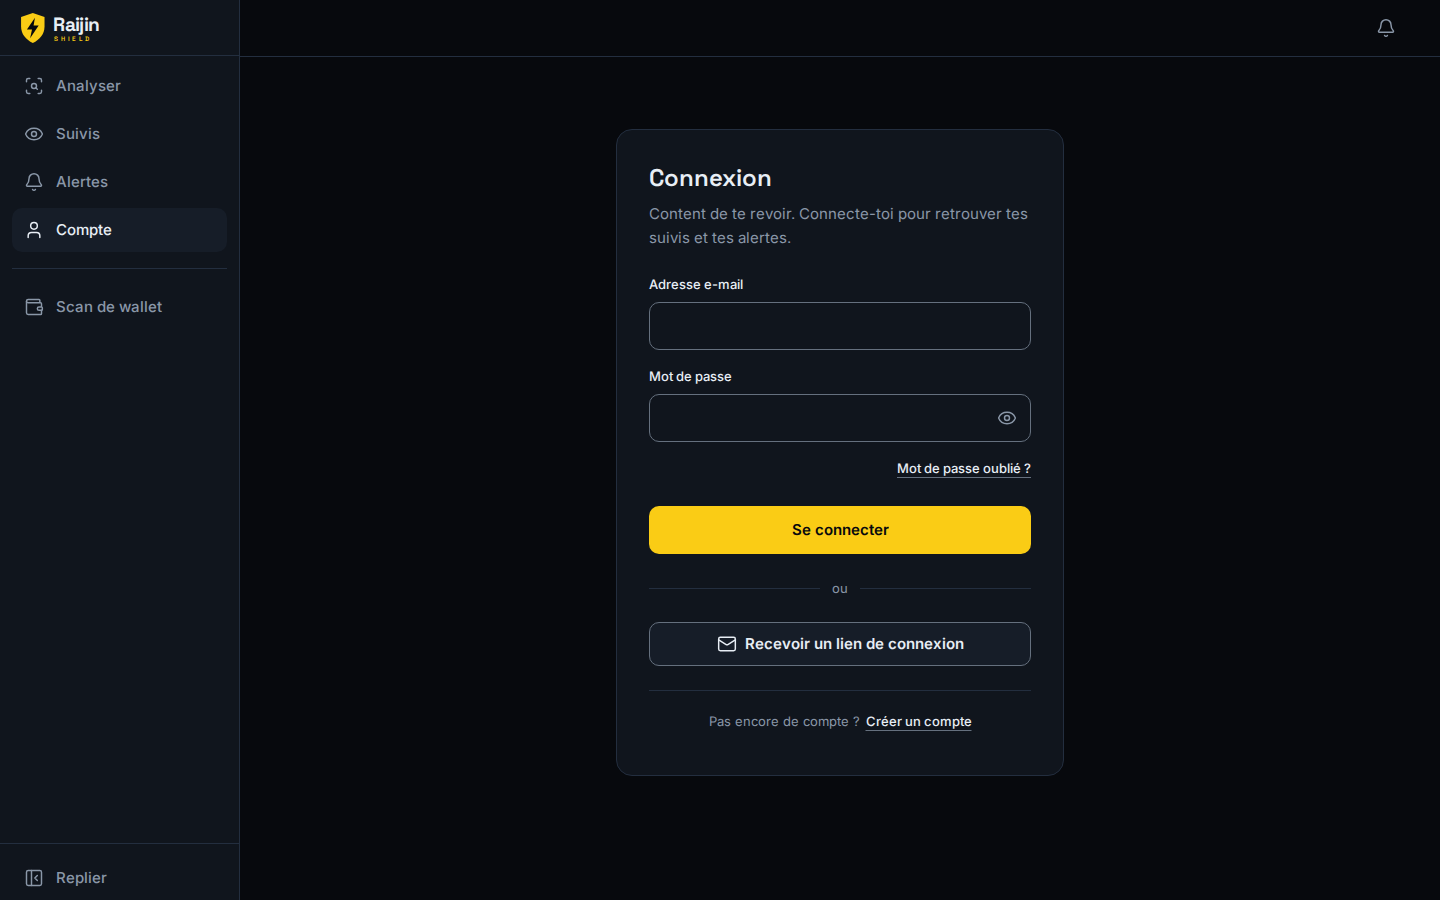 Raijin
SHIELD
Analyser
Suivis
Alertes
Compte
Scan de wallet
Replier
Connexion
Content de te revoir. Connecte-toi pour retrouver tes
suivis et tes alertes.
Adresse e-mail
Mot de passe
Mot de passe oublié ?
Se connecter
ou
Recevoir un lien de connexion
Pas encore de compte ? Créer un compte